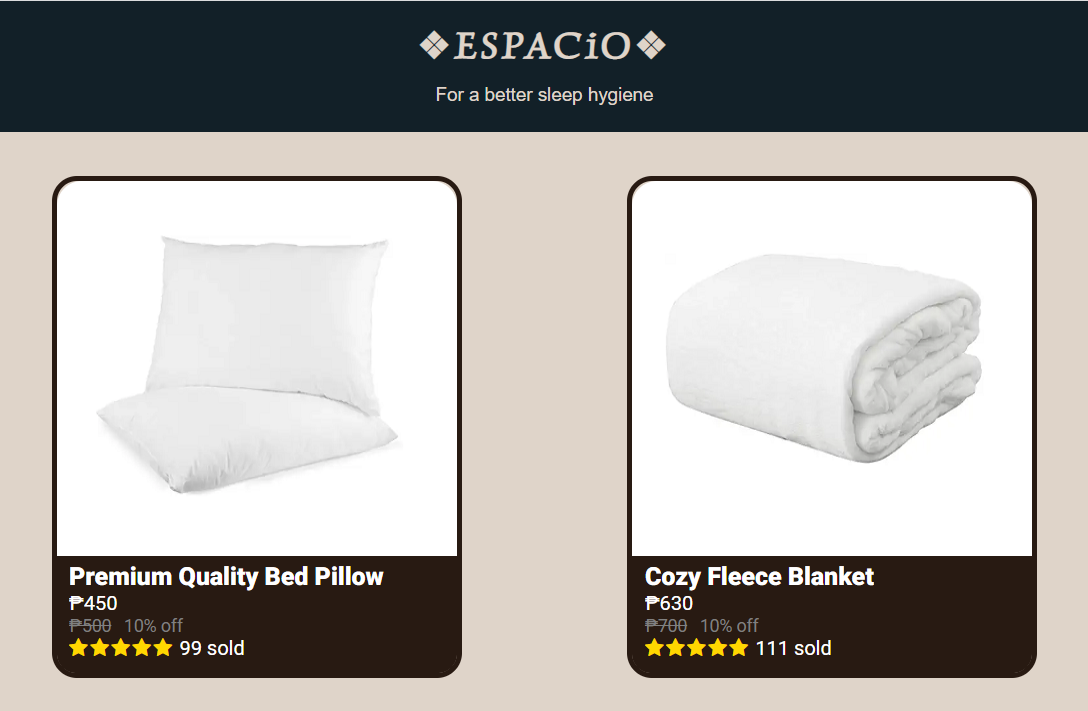 ❖ESPACiO❖
For a better sleep hygiene
Premium Quality Bed Pillow
₱450
₱500 10% off
99 sold
Cozy Fleece Blanket
₱630
₱700 10% off
111 sold